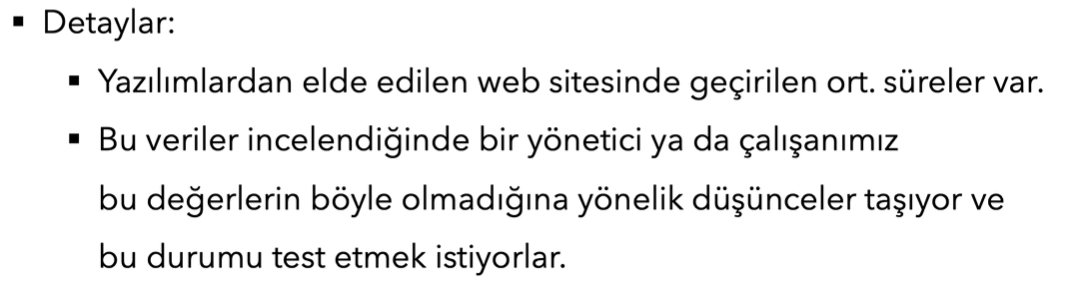 ▪ Detaylar:
▪ Yazılımlardan elde edilen web sitesinde geçirilen ort. süreler var.
▪ Bu veriler incelendiğinde bir yönetici ya da çalışanımız
bu değerlerin böyle olmadığına yönelik düşünceler taşıyor ve
bu durumu test etmek istiyorlar.